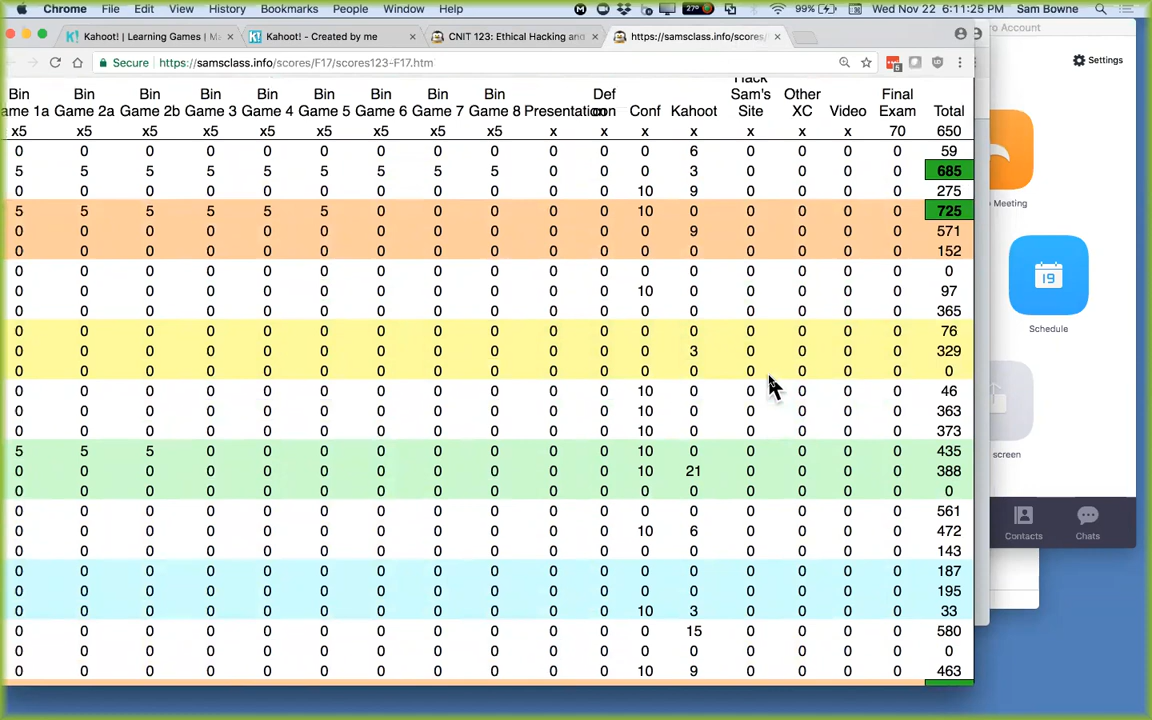 Chrome File Edit View History Bookmarks People Window Help 27° 99% Wed Nov 22 6:11:25 PM Sam Bowne
Kahoot! | Learning Games | M Kahoot! - Created by me CNIT 123: Ethical Hacking and https://samsclass.info/scores/
Account
Secure https://samsclass.info/scores/F17/scores123-F17.htm 5 Settings
Hack
Bin Bin Bin Bin Bin Bin Bin Bin Bin Def Sam's Other Final
ame 1a Game 2a Game 2b Game 3 Game 4 Game 5 Game 6 Game 7 Game 8 Presentation con Conf Kahoot Site XC Video Exam Total
x5 x5 x5 x5 x5 x5 x5 x5 x5 x x x x x x x 70 650
0 0 0 0 0 0 0 0 0 0 0 0 6 0 0 0 0 59
5 5 5 5 5 5 5 5 5 0 0 0 3 0 0 0 0 685
0 0 0 0 0 0 0 0 0 0 0 10 9 0 0 0 0 275
5 5 5 5 5 5 0 0 0 0 0 10 0 0 0 0 0 725
Meeting
0 0 0 0 0 0 0 0 0 0 0 0 9 0 0 0 0 571
0 0 0 0 0 0 0 0 0 0 0 0 0 0 0 0 0 152
0 0 0 0 0 0 0 0 0 0 0 0 0 0 0 0 0 0
19
0 0 0 0 0 0 0 0 0 0 0 10 0 0 0 0 0 97
0 0 0 0 0 0 0 0 0 0 0 0 0 0 0 0 0 365
0 0 0 0 0 0 0 0 0 0 0 0 0 0 0 0 0 76
Schedule
0 0 0 0 0 0 0 0 0 0 0 0 3 0 0 0 0 329
0 0 0 0 0 0 0 0 0 0 0 0 0 0 0 0 0 0
0 0 0 0 0 0 0 0 0 0 0 10 0 0 0 0 0 46
0 0 0 0 0 0 0 0 0 0 0 10 0 0 0 0 0 363
0 0 0 0 0 0 0 0 0 0 0 10 0 0 0 0 0 373
5 5 5 0 0 0 0 0 0 0 0 10 0 0 0 0 0 435
screen
0 0 0 0 0 0 0 0 0 0 0 10 21 0 0 0 0 388
0 0 0 0 0 0 0 0 0 0 0 0 0 0 0 0 0 0
0 0 0 0 0 0 0 0 0 0 0 0 0 0 0 0 0 561
0 0 0 0 0 0 0 0 0 0 0 10 6 0 0 0 0 472
Contacts Chats
0 0 0 0 0 0 0 0 0 0 0 0 0 0 0 0 0 143
0 0 0 0 0 0 0 0 0 0 0 0 0 0 0 0 0 187
0 0 0 0 0 0 0 0 0 0 0 0 0 0 0 0 0 195
0 0 0 0 0 0 0 0 0 0 0 10 3 0 0 0 0 33
0 0 0 0 0 0 0 0 0 0 0 0 15 0 0 0 0 580
0 0 0 0 0 0 0 0 0 0 0 0 0 0 0 0 0 0
0 0 0 0 0 0 0 0 0 0 0 10 9 0 0 0 0 463